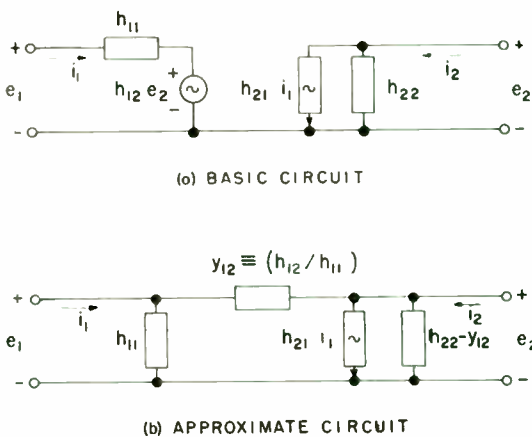 h₁₁
+ + +
i₁ i₂
e₁ h₁₂ e₂ h₂₁ i₁ ~ h₂₂ e₂
~
- - -
(a) BASIC CIRCUIT
y₁₂ ≡ (h₁₂/h₁₁)
+ +
i₁ i₂
e₁ h₁₁ h₂₁ i₁ ~ h₂₂-y₁₂ e₂
- -
(b) APPROXIMATE CIRCUIT